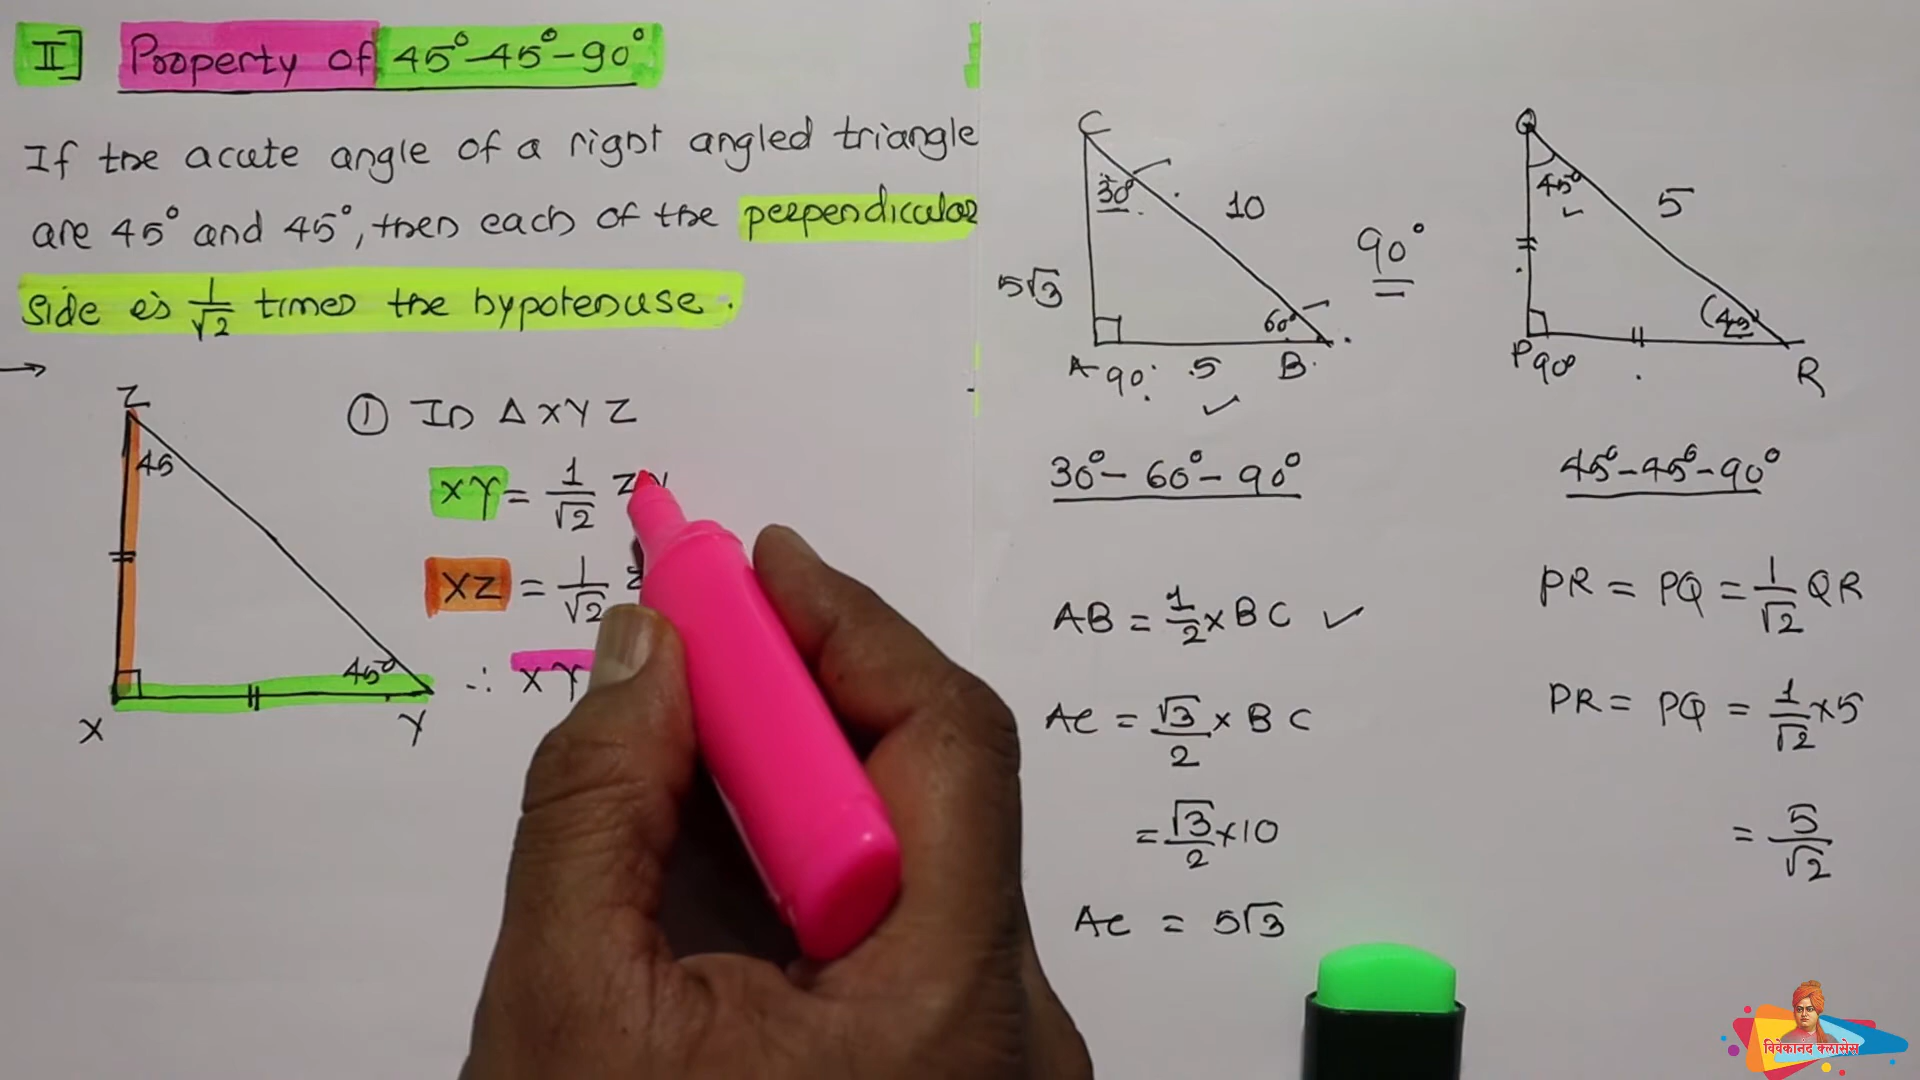 II] Property of 45°-45°-90°
If the acute angle of a right angled triangle
are 45° and 45°, then each of the perpendicular
side is 1/√2 times the hypotenuse.
→
Z
45
45°
X
Y
① In ΔXYZ
XY = 1/√2 ZY
XZ = 1/√2
∴ XY
C
30°
10
5√3
60°
A
90°
5
B
90°
30°-60°-90°
AB = 1/2 × BC ✓
AC = √3/2 × BC
= √3/2 × 10
AC = 5√3
Q
45°
5
45°
P
90°
R
45°-45°-90°
PR = PQ = 1/√2 QR
PR = PQ = 1/√2 × 5
= 5/√2
विवेकानंद क्लासेस